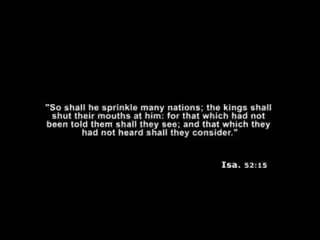 "So shall he sprinkle many nations; the kings shall
shut their mouths at him: for that which had not
been told them shall they see; and that which they
had not heard shall they consider."
Isa. 52:15